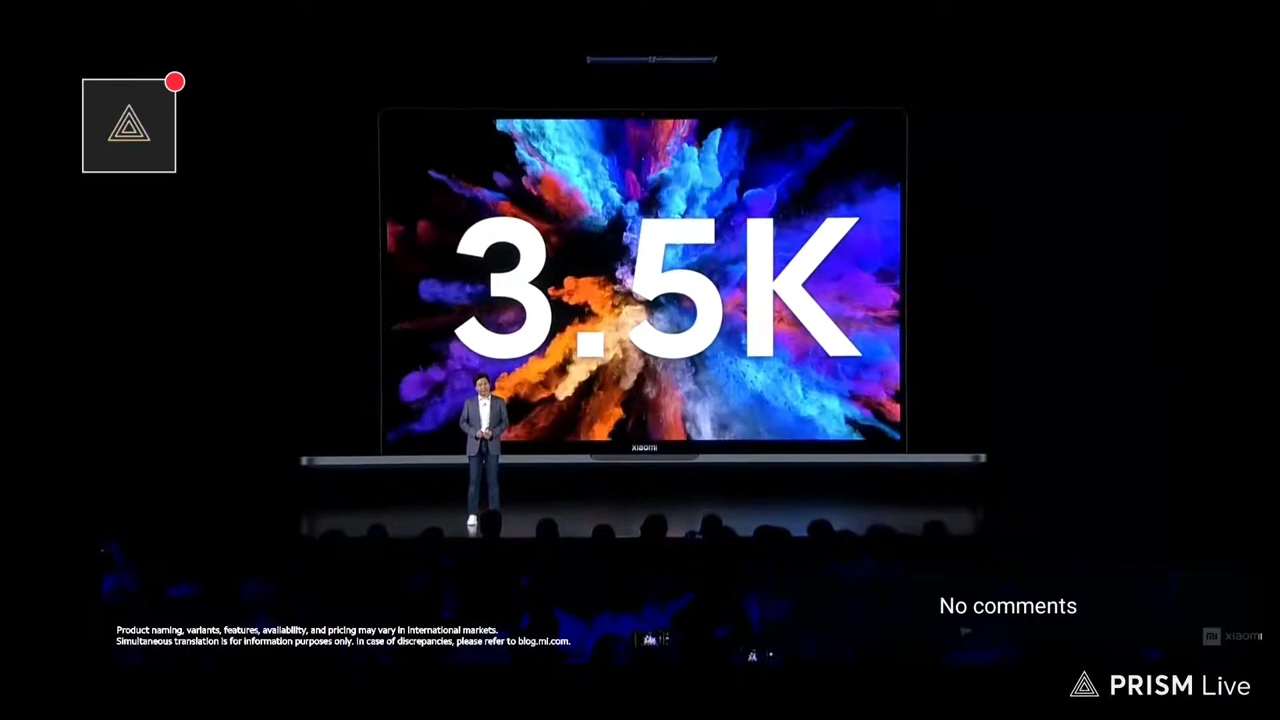 3.5K
xiaomi
No comments
Product naming, variants, features, availability, and pricing may vary in international markets.
Simultaneous translation is for information purposes only. In case of discrepancies, please refer to blog.mi.com.
mi xiaomi
PRISM Live